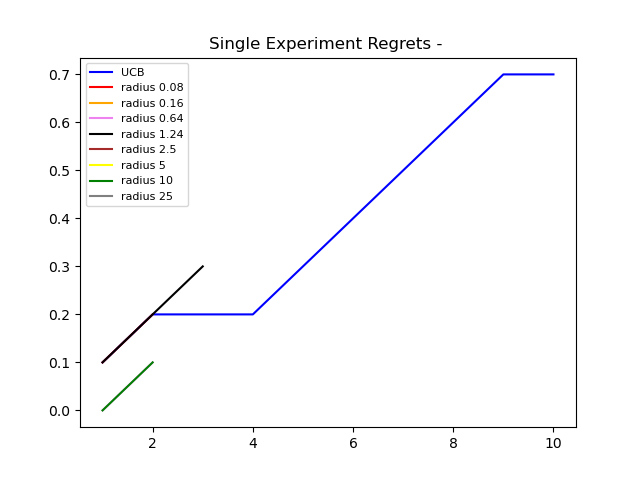 Single Experiment Regrets -
UCB
radius 0.08
radius 0.16
radius 0.64
radius 1.24
radius 2.5
radius 5
radius 10
radius 25
0.7
0.6
0.5
0.4
0.3
0.2
0.1
0.0
2 4 6 8 10